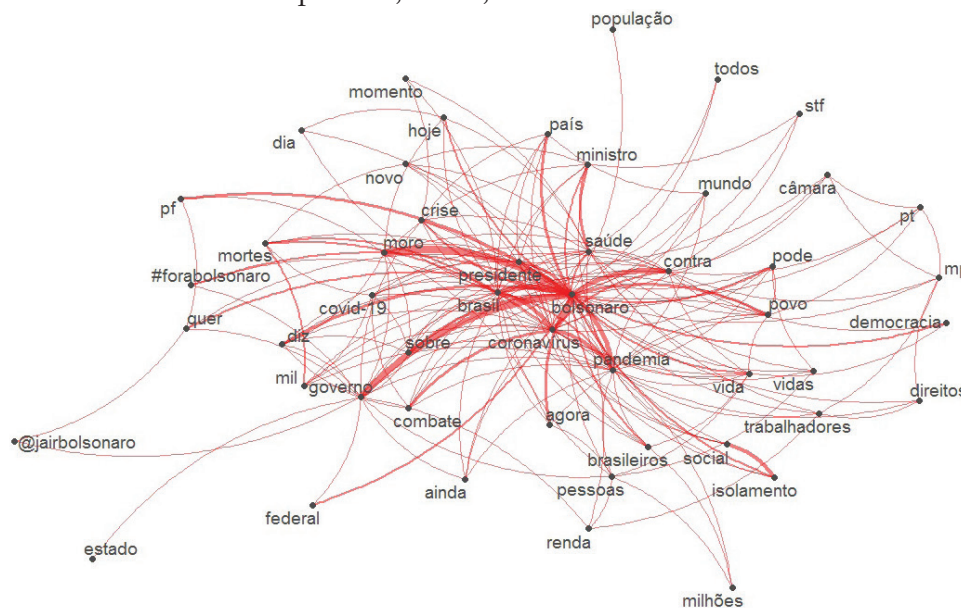 população
todos
momento
stf
hoje
país
dia
ministro
novo
mundo
câmara
pf
crise
pt
moro
saúde
mortes
contra
pode
#forabolsonaro
presidente
mp
covid-19
brasil
bolsonaro
povo
quer
democracia
diz
sobre
coronavírus
pandemia
mil
governo
vida
vidas
direitos
combate
agora
trabalhadores
@jairbolsonaro
brasileiros
social
ainda
pessoas
isolamento
federal
renda
estado
milhões